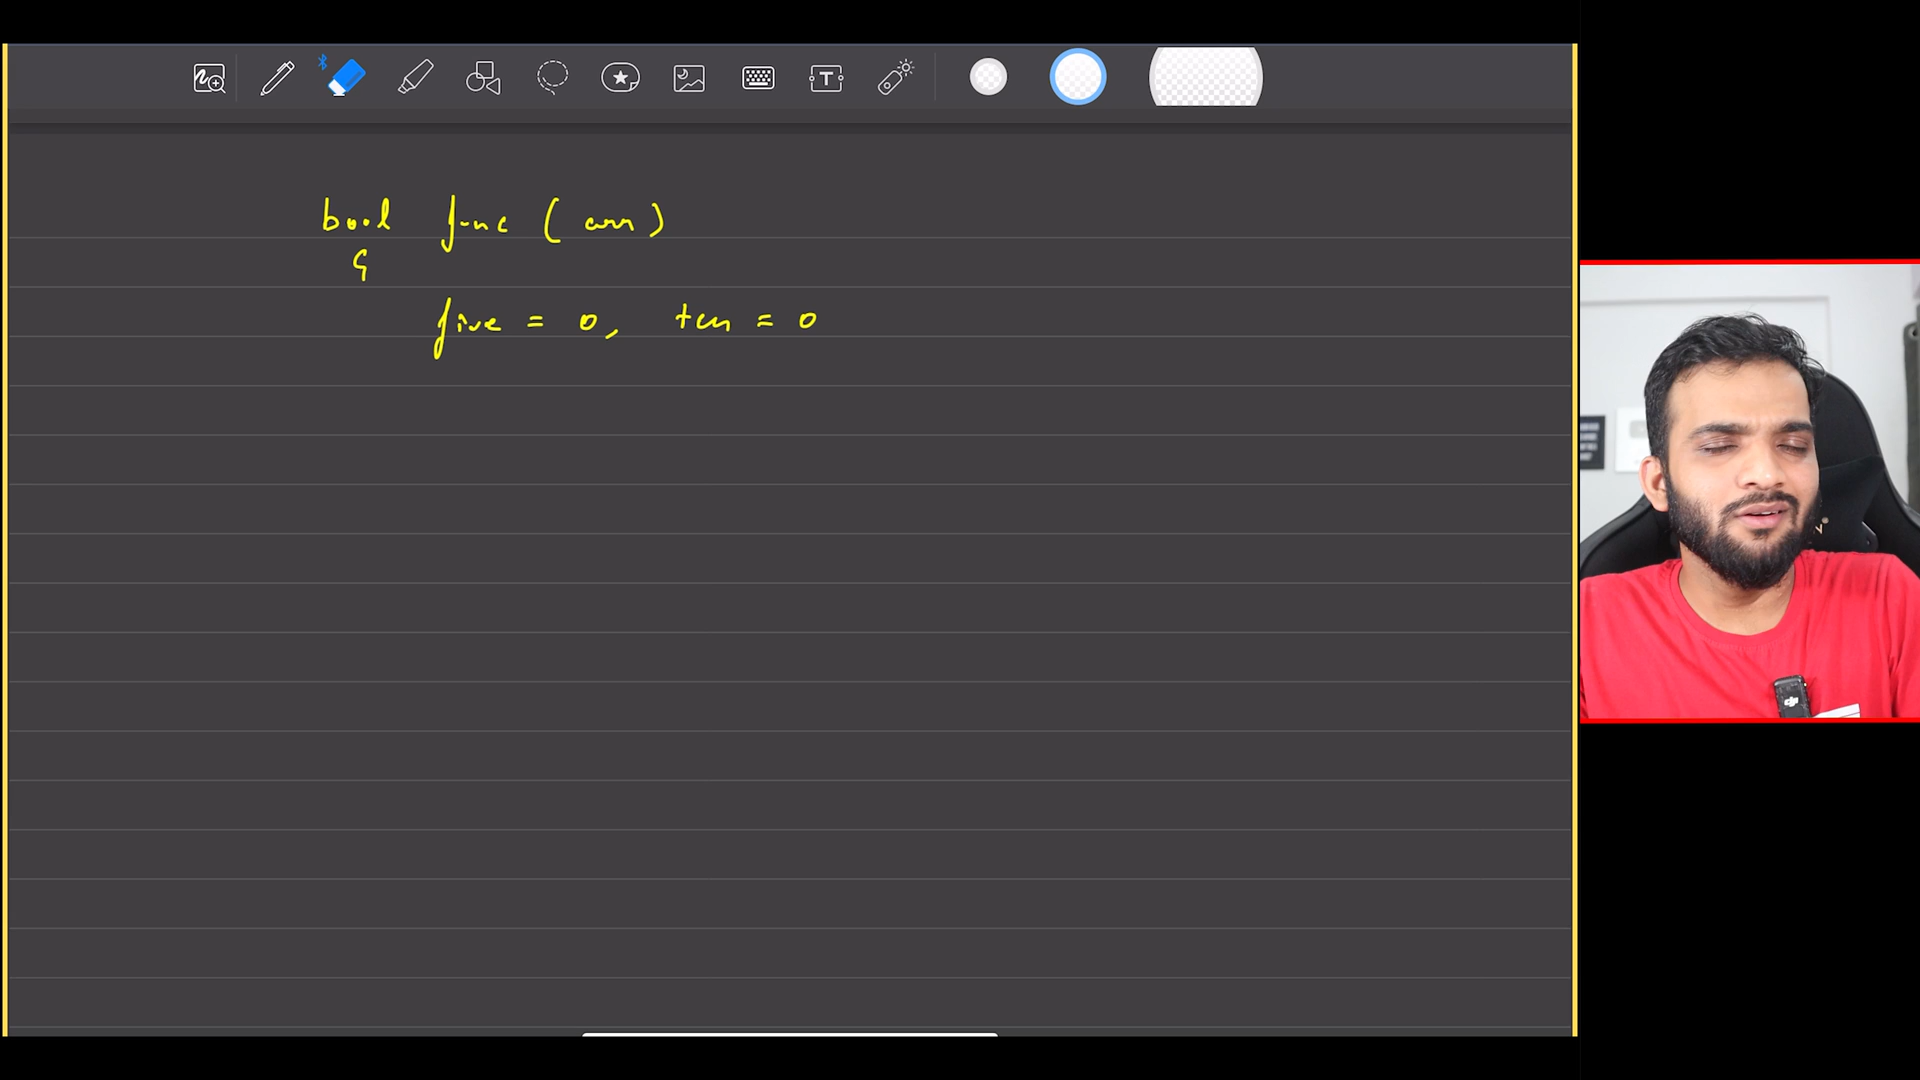 bool func ( arr )
{
five = 0, ten = 0
T